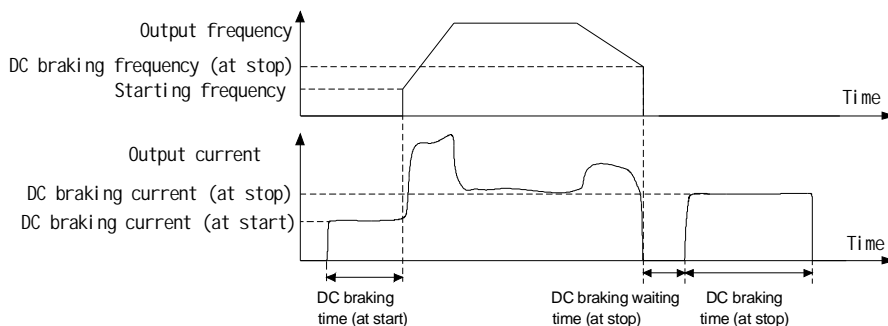 Output frequency
DC braking frequency (at stop)
Starting frequency
Time
Output current
DC braking current (at stop)
DC braking current (at start)
Time
DC braking
time (at start)
DC braking waiting
time (at stop)
DC braking
time (at stop)